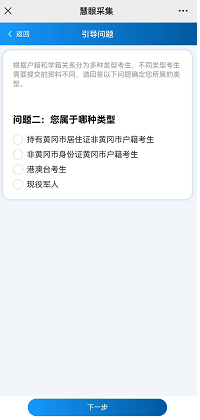 慧眼采集
返回
引导问题
根据户籍和学籍关系分为多种类型考生，不同类型考生
需要提交的资料不同，请回答以下问题确定您所属的类
型。
问题二：您属于哪种类型
持有黄冈市居住证非黄冈市户籍考生
非黄冈市身份证黄冈市户籍考生
港澳台考生
现役军人
下一步